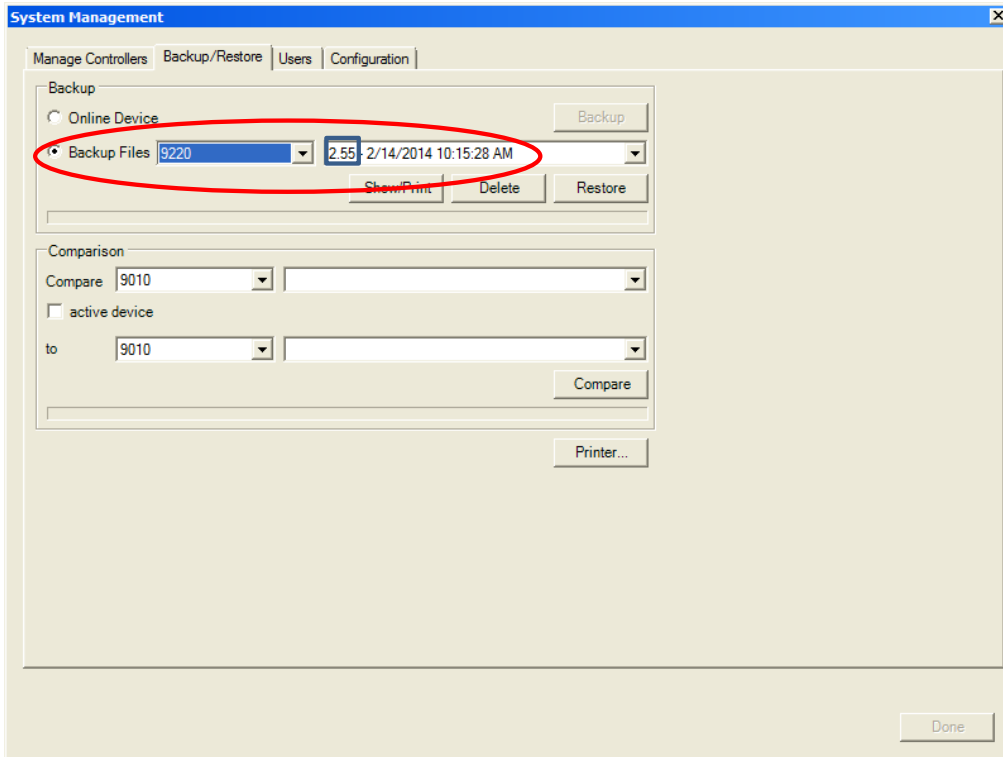 System Management
Manage Controllers Backup/Restore Users Configuration
Backup
Online Device Backup
Backup Files 9220 2.55 - 2/14/2014 10:15:28 AM
Show/Print Delete Restore
Comparison
Compare 9010
active device
to 9010
Compare
Printer...
Done